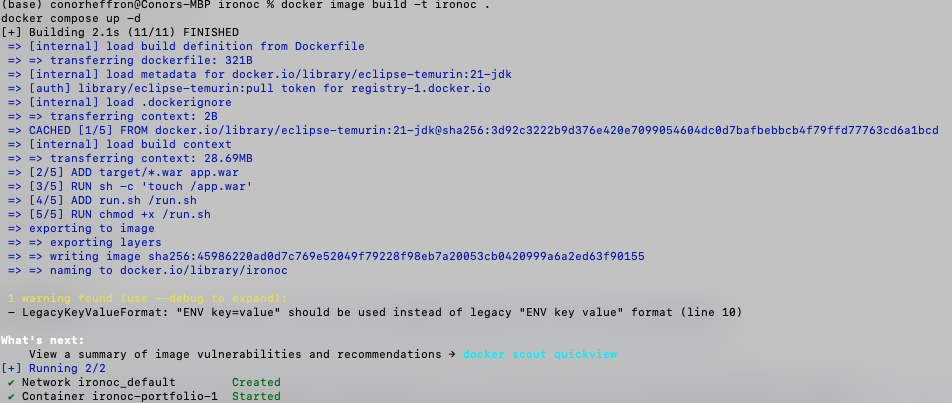 (base) conorheffron@Conors-MBP ironoc % docker image build -t ironoc .
docker compose up -d
[+] Building 2.1s (11/11) FINISHED
=> [internal] load build definition from Dockerfile
=> => transferring dockerfile: 321B
=> [internal] load metadata for docker.io/library/eclipse-temurin:21-jdk
=> [auth] library/eclipse-temurin:pull token for registry-1.docker.io
=> [internal] load .dockerignore
=> => transferring context: 2B
=> CACHED [1/5] FROM docker.io/library/eclipse-temurin:21-jdk@sha256:3d92c3222b9d376e420e7099054604dc0d7bafbebbcb4f79ffd77763cd6a1bcd
=> [internal] load build context
=> => transferring context: 28.69MB
=> [2/5] ADD target/*.war app.war
=> [3/5] RUN sh -c 'touch /app.war'
=> [4/5] ADD run.sh /run.sh
=> [5/5] RUN chmod +x /run.sh
=> exporting to image
=> => exporting layers
=> => writing image sha256:45986220ad0d7c769e52049f79228f98eb7a20053cb0420999a6a2ed63f90155
=> => naming to docker.io/library/ironoc
1 warning found (use --debug to expand):
- LegacyKeyValueFormat: "ENV key=value" should be used instead of legacy "ENV key value" format (line 10)
What's next:
View a summary of image vulnerabilities and recommendations → docker scout quickview
[+] Running 2/2
✔ Network ironoc_default Created
✔ Container ironoc-portfolio-1 Started